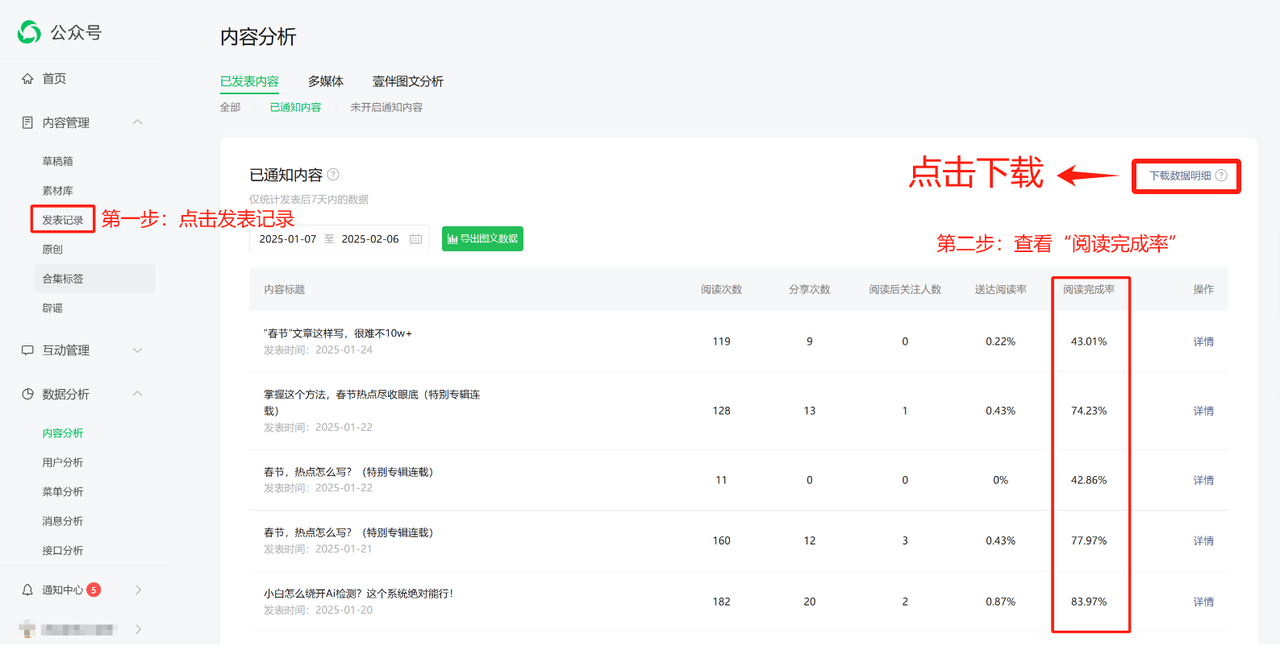 公众号
首页
内容管理
草稿箱
素材库
发表记录
第一步：点击发表记录
原创
合集标签
辟谣
互动管理
数据分析
内容分析
用户分析
菜单分析
消息分析
接口分析
通知中心 5
内容分析
已发表内容 多媒体 壹伴图文分析
全部 已通知内容 未开启通知内容
已通知内容 ?
点击下载
下载数据明细 ?
仅统计发表后7天内的数据
2025-01-07 至 2025-02-06
导出图文数据
第二步：查看“阅读完成率”
内容标题 阅读次数 分享次数 阅读后关注人数 送达阅读率 阅读完成率 操作
"春节"文章这样写，很难不10w+
发表时间：2025-01-24
119 9 0 0.22% 43.01% 详情
掌握这个方法，春节热点尽收眼底（特别专辑连
载）
发表时间：2025-01-22
128 13 1 0.43% 74.23% 详情
春节，热点怎么写？（特别专辑连载）
发表时间：2025-01-22
11 0 0 0% 42.86% 详情
春节，热点怎么写？（特别专辑连载）
发表时间：2025-01-21
160 12 3 0.43% 77.97% 详情
小白怎么绕开Ai检测？这个系统绝对能行！
发表时间：2025-01-20
182 20 2 0.87% 83.97% 详情